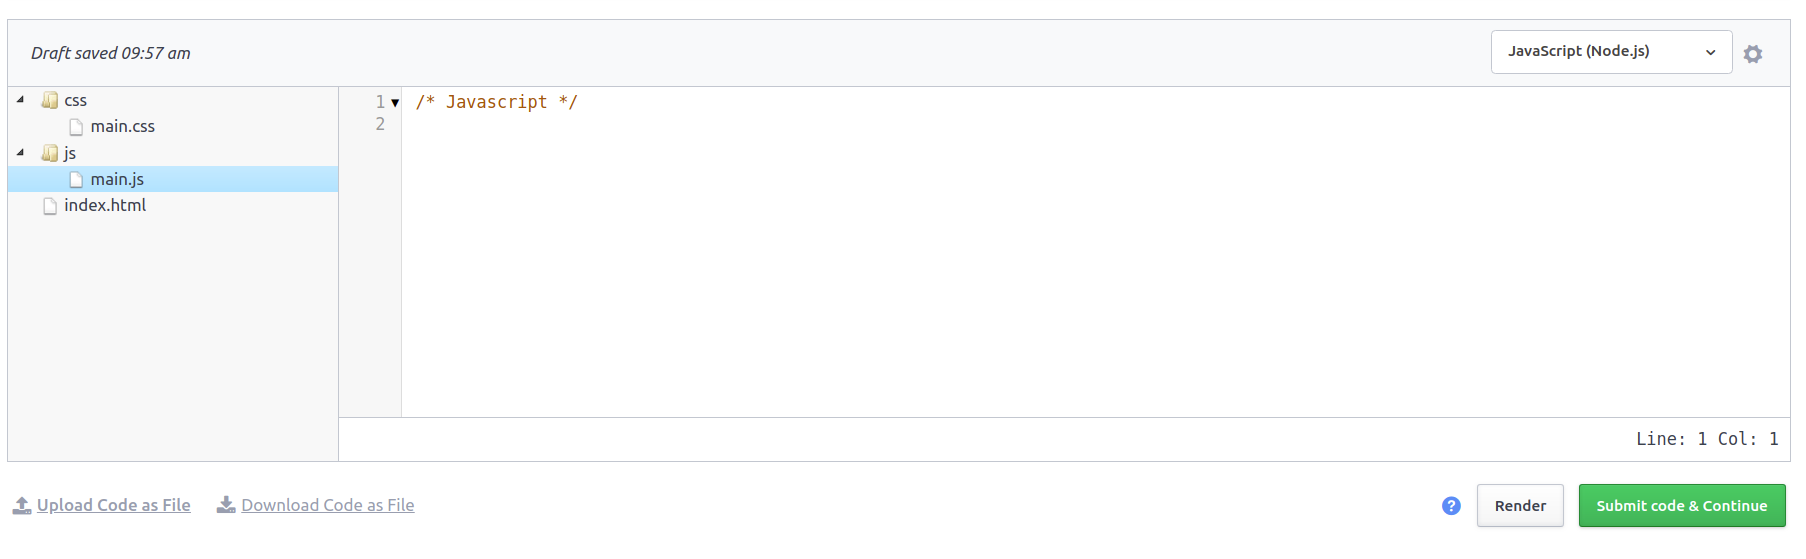 Draft saved 09:57 am
JavaScript (Node.js)
css
main.css
js
main.js
index.html
1 /* Javascript */
2
Line: 1 Col: 1
Upload Code as File
Download Code as File
?
Render
Submit code & Continue